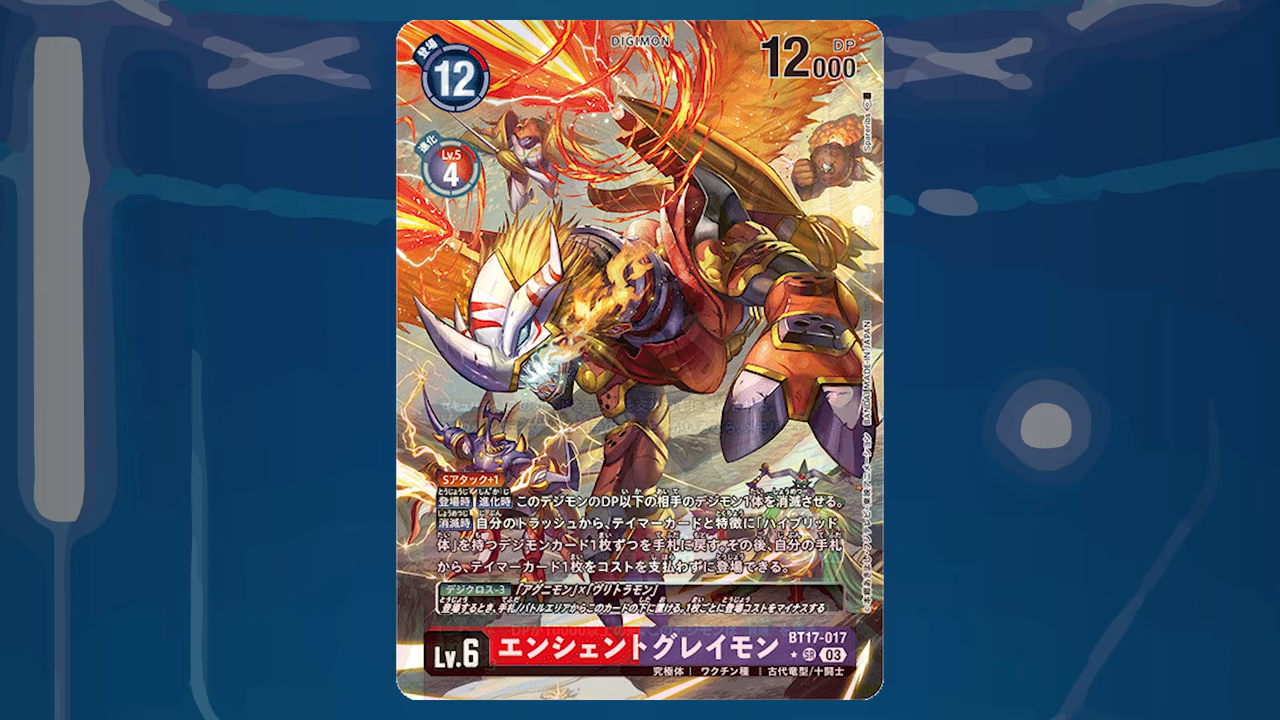 登場
12
DIGIMON
DP
12000
進化
Lv.5
4
Spareribs
Sアタック+1
登場時 進化時 このデジモンのDP以下の相手のデジモン1体を消滅させる。
消滅時 自分のトラッシュから、テイマーカードと特徴に「ハイブリッド
体」を持つデジモンカード1枚ずつを手札に戻す。その後、自分の手札
から、テイマーカード1枚をコストを支払わずに登場できる。
デジクロス-3 「アグニモン」×「ヴリトラモン」
登場するとき、手札/バトルエリアからこのカードの下に置ける。1枚ごとに登場コストをマイナスする
BANDAI MADE IN JAPAN
Lv.6
エンシェントグレイモン
BT17-017
SR 03
究極体 | ワクチン種 | 古代竜型/十闘士